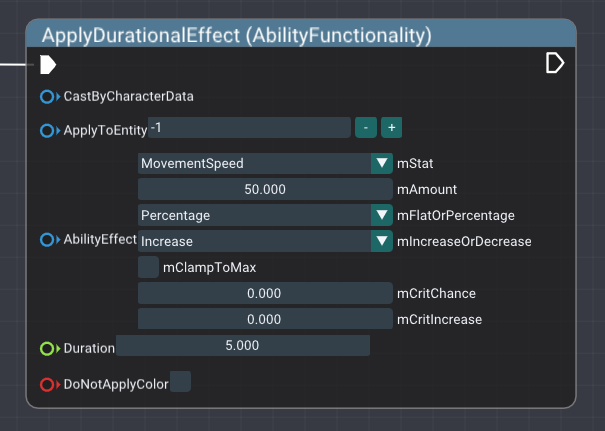 ApplyDurationalEffect (AbilityFunctionality)
CastByCharacterData
ApplyToEntity -1 - +
MovementSpeed mStat
50.000 mAmount
Percentage mFlatOrPercentage
AbilityEffect Increase mIncreaseOrDecrease
mClampToMax
0.000 mCritChance
0.000 mCritIncrease
Duration 5.000
DoNotApplyColor